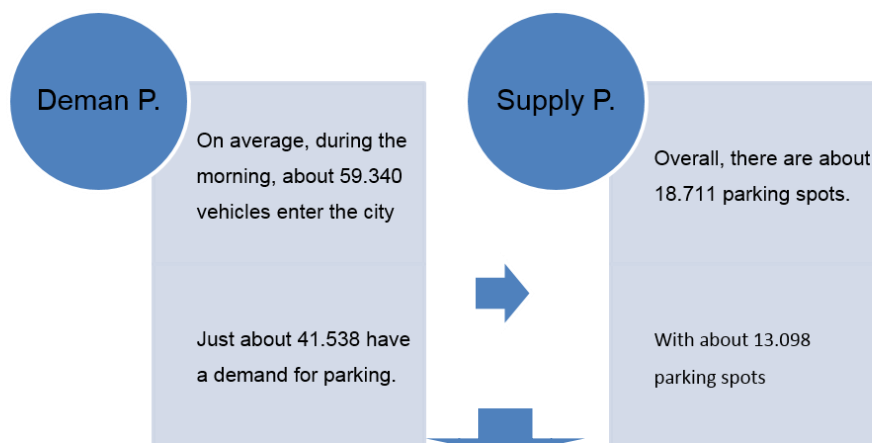 Deman P.
On average, during the
morning, about 59.340
vehicles enter the city
Just about 41.538 have
a demand for parking.
Supply P.
Overall, there are about
18.711 parking spots.
With about 13.098
parking spots